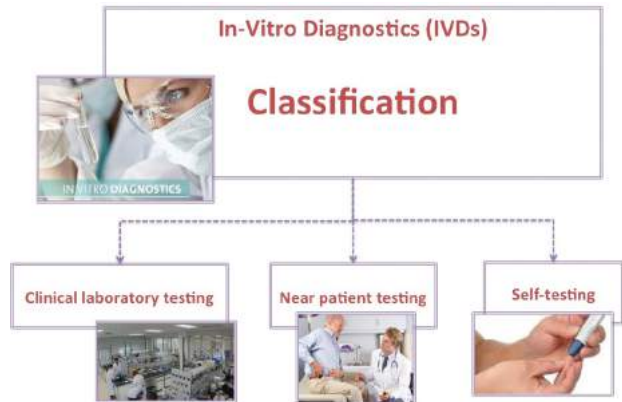 In-Vitro Diagnostics (IVDs)
Classification
IN VITRO DIAGNOSTICS
Clinical laboratory testing
Near patient testing
Self-testing